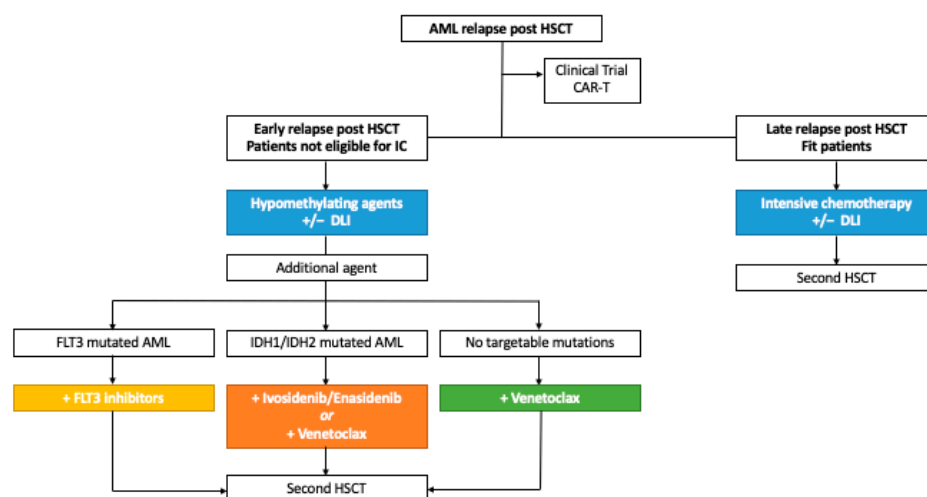 AML relapse post HSCT
Clinical Trial
CAR-T
Early relapse post HSCT
Patients not eligible for IC
Late relapse post HSCT
Fit patients
Hypomethylating agents
+/− DLI
Intensive chemotherapy
+/− DLI
Additional agent
Second HSCT
FLT3 mutated AML
IDH1/IDH2 mutated AML
No targetable mutations
+ FLT3 inhibitors
+ Ivosidenib/Enasidenib
or
+ Venetoclax
+ Venetoclax
Second HSCT